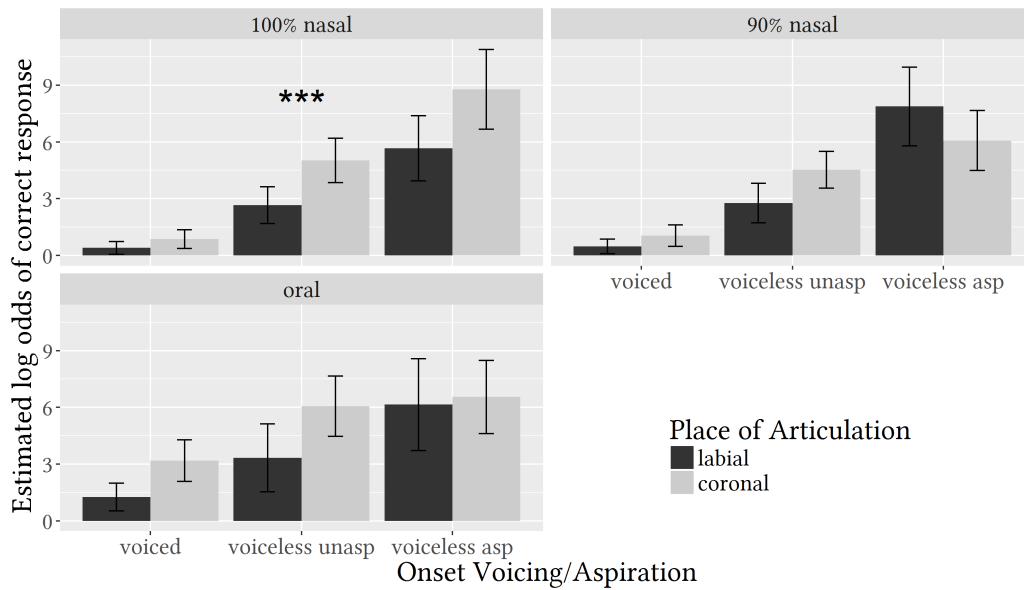 100% nasal
90% nasal
Estimated log odds of correct response
9
6
3
0
***
voiced
voiceless unasp
voiceless asp
oral
9
6
3
0
voiced
voiceless unasp
voiceless asp
Onset Voicing/Aspiration
Place of Articulation
labial
coronal